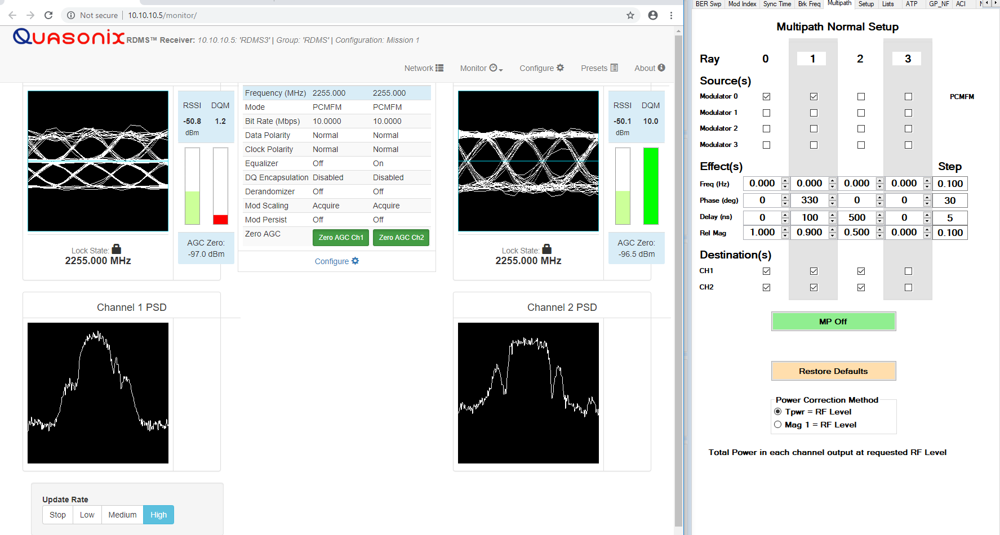 Not secure | 10.10.10.5/monitor/
QUASONIX RDMS™ Receiver: 10.10.10.5: 'RDMS3' | Group: 'RDMS' | Configuration: Mission 1
Network Monitor Configure Presets About
RSSI DQM
-50.8 1.2
dBm
AGC Zero:
-97.0 dBm
Lock State:
2255.000 MHz
Frequency (MHz) 2255.000 2255.000
Mode PCMFM PCMFM
Bit Rate (Mbps) 10.0000 10.0000
Data Polarity Normal Normal
Clock Polarity Normal Normal
Equalizer Off On
DQ Encapsulation Disabled Disabled
Derandomizer Off Off
Mod Scaling Acquire Acquire
Mod Persist Off Off
Zero AGC Zero AGC Ch1 Zero AGC Ch2
Configure
RSSI DQM
-50.1 10.0
dBm
AGC Zero:
-96.5 dBm
Lock State:
2255.000 MHz
Channel 1 PSD
Channel 2 PSD
Update Rate
Stop Low Medium High
BER Swp Mod Index Sync Time Brk Freq Multipath Setup Lists ATP GP_NF ACI
Multipath Normal Setup
Ray 0 1 2 3
Source(s)
Modulator 0 PCMFM
Modulator 1
Modulator 2
Modulator 3
Effect(s) Step
Freq (Hz) 0.000 0.000 0.000 0.000 0.100
Phase (deg) 0 330 0 0 30
Delay (ns) 0 100 500 0 5
Rel Mag 1.000 0.900 0.500 0.000 0.100
Destination(s)
CH1
CH2
MP Off
Restore Defaults
Power Correction Method
Tpwr = RF Level
Mag 1 = RF Level
Total Power in each channel output at requested RF Level